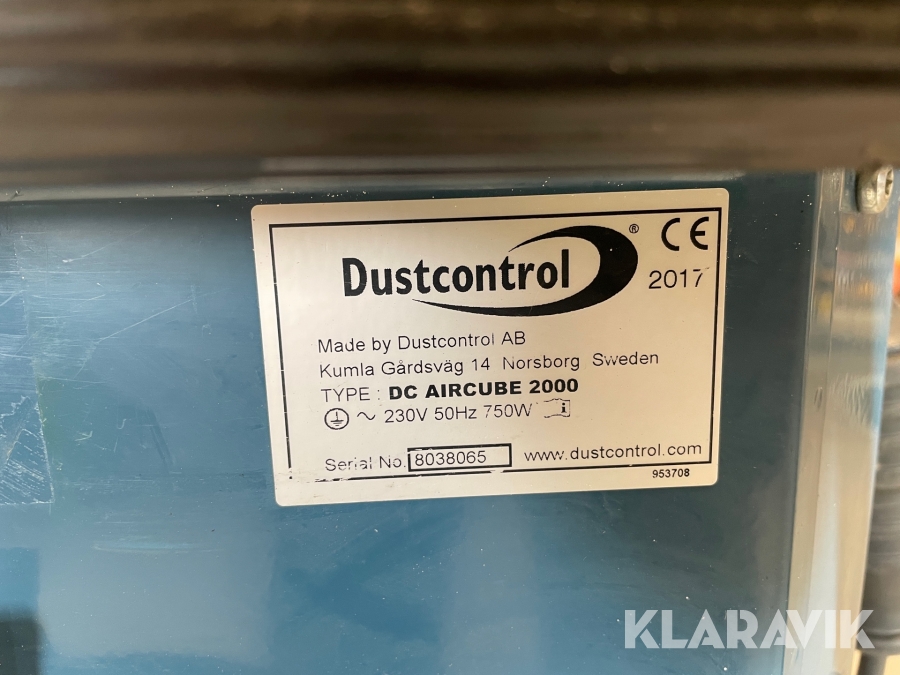 Dustcontrol ® CE
2017
Made by Dustcontrol AB
Kumla Gårdsväg 14 Norsborg Sweden
TYPE : DC AIRCUBE 2000
~ 230V 50Hz 750W i
Serial No. 8038065 www.dustcontrol.com
953708
KLARAVIK